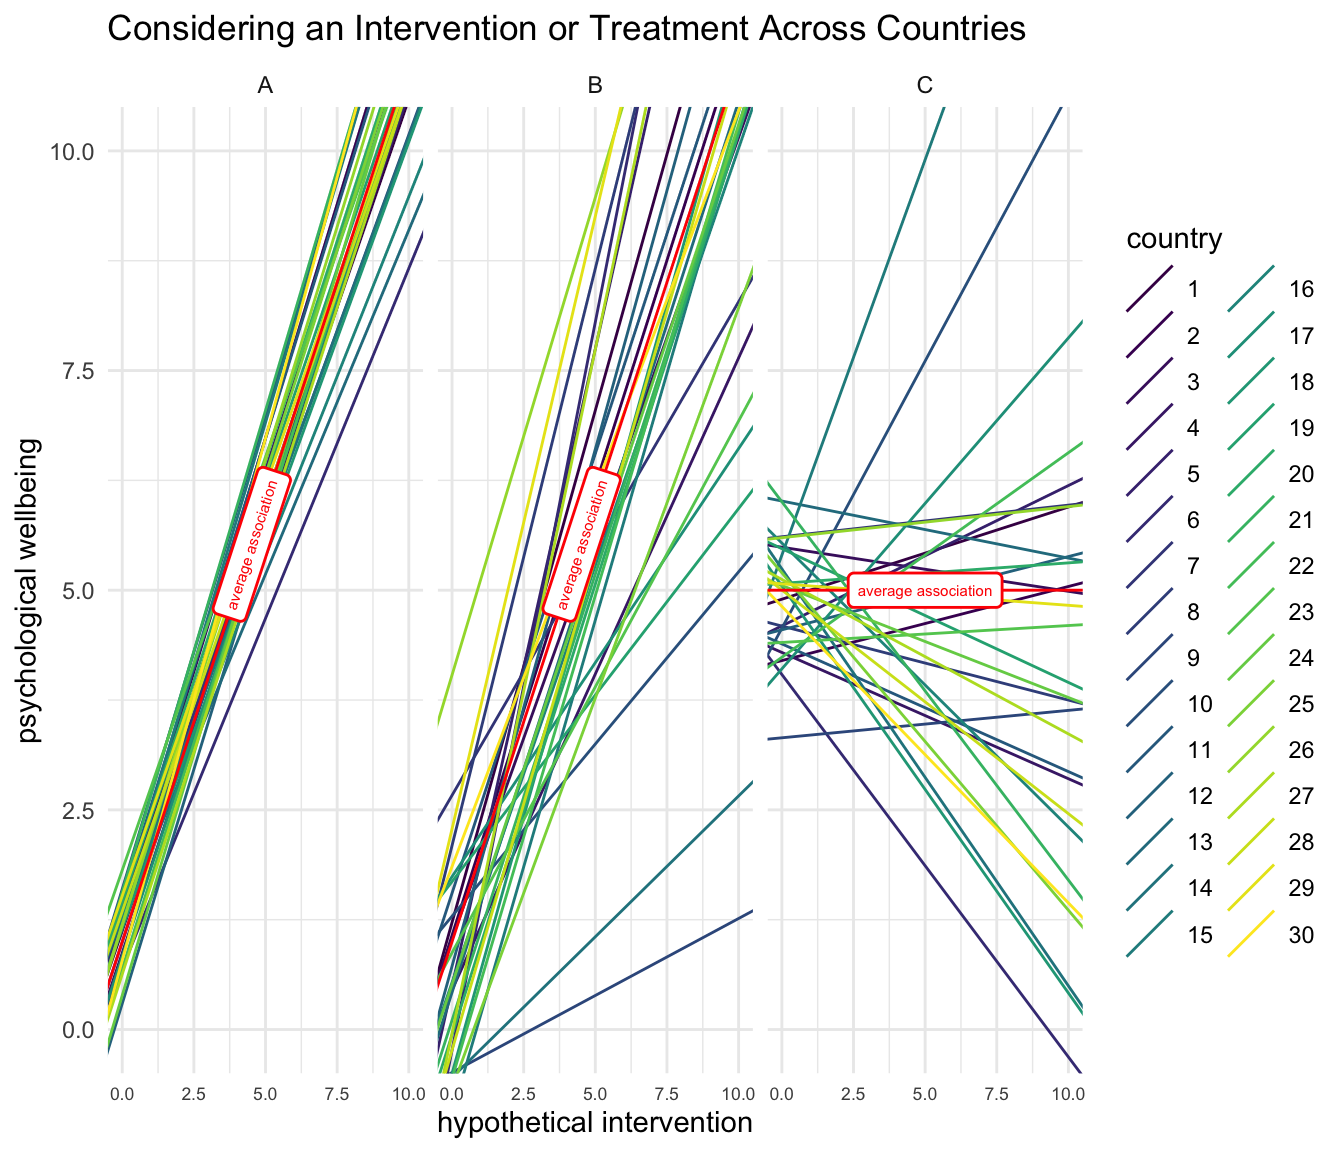 Considering an Intervention or Treatment Across Countries
A B C
10.0
7.5
5.0
2.5
0.0
psychological wellbeing
average association
average association
average association
0.0 2.5 5.0 7.5 10.0 0.0 2.5 5.0 7.5 10.0 0.0 2.5 5.0 7.5 10.0
hypothetical intervention
country
1 16
2 17
3 18
4 19
5 20
6 21
7 22
8 23
9 24
10 25
11 26
12 27
13 28
14 29
15 30